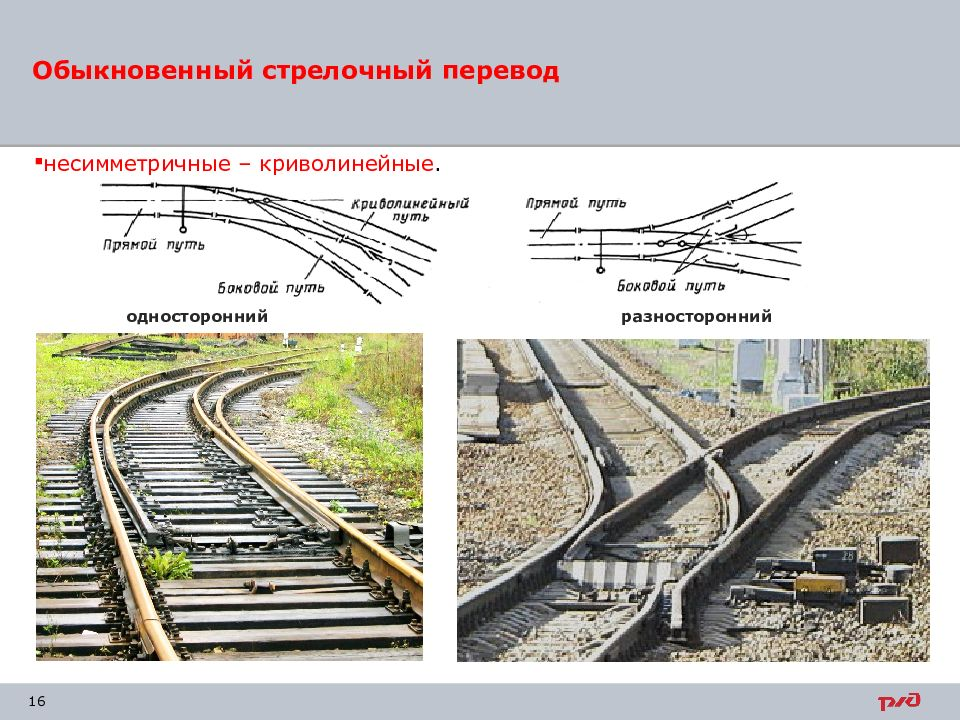 Обыкновенный стрелочный перевод
несимметричные – криволинейные.
Криволинейный
путь
Прямой путь
Боковой путь
Прямой путь
Боковой путь
односторонний
разносторонний
16
ржд